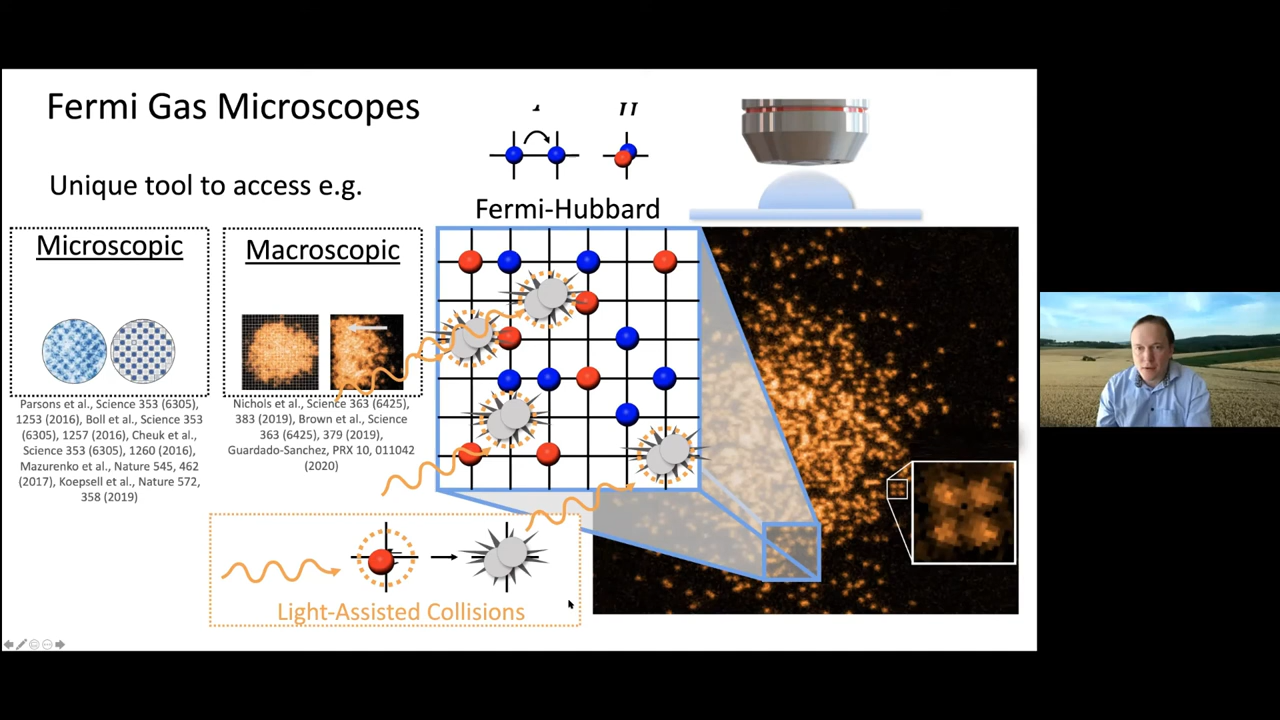 Fermi Gas Microscopes
Unique tool to access e.g.
Fermi-Hubbard
Microscopic
Parsons et al., Science 353 (6305),
1253 (2016), Boll et al., Science 353
(6305), 1257 (2016), Cheuk et al.,
Science 353 (6305), 1260 (2016),
Mazurenko et al., Nature 545, 462
(2017), Koepsell et al., Nature 572,
358 (2019)
Macroscopic
Nichols et al., Science 363 (6425),
383 (2019), Brown et al., Science
363 (6425), 379 (2019),
Guardado-Sanchez, PRX 10, 011042
(2020)
Light-Assisted Collisions